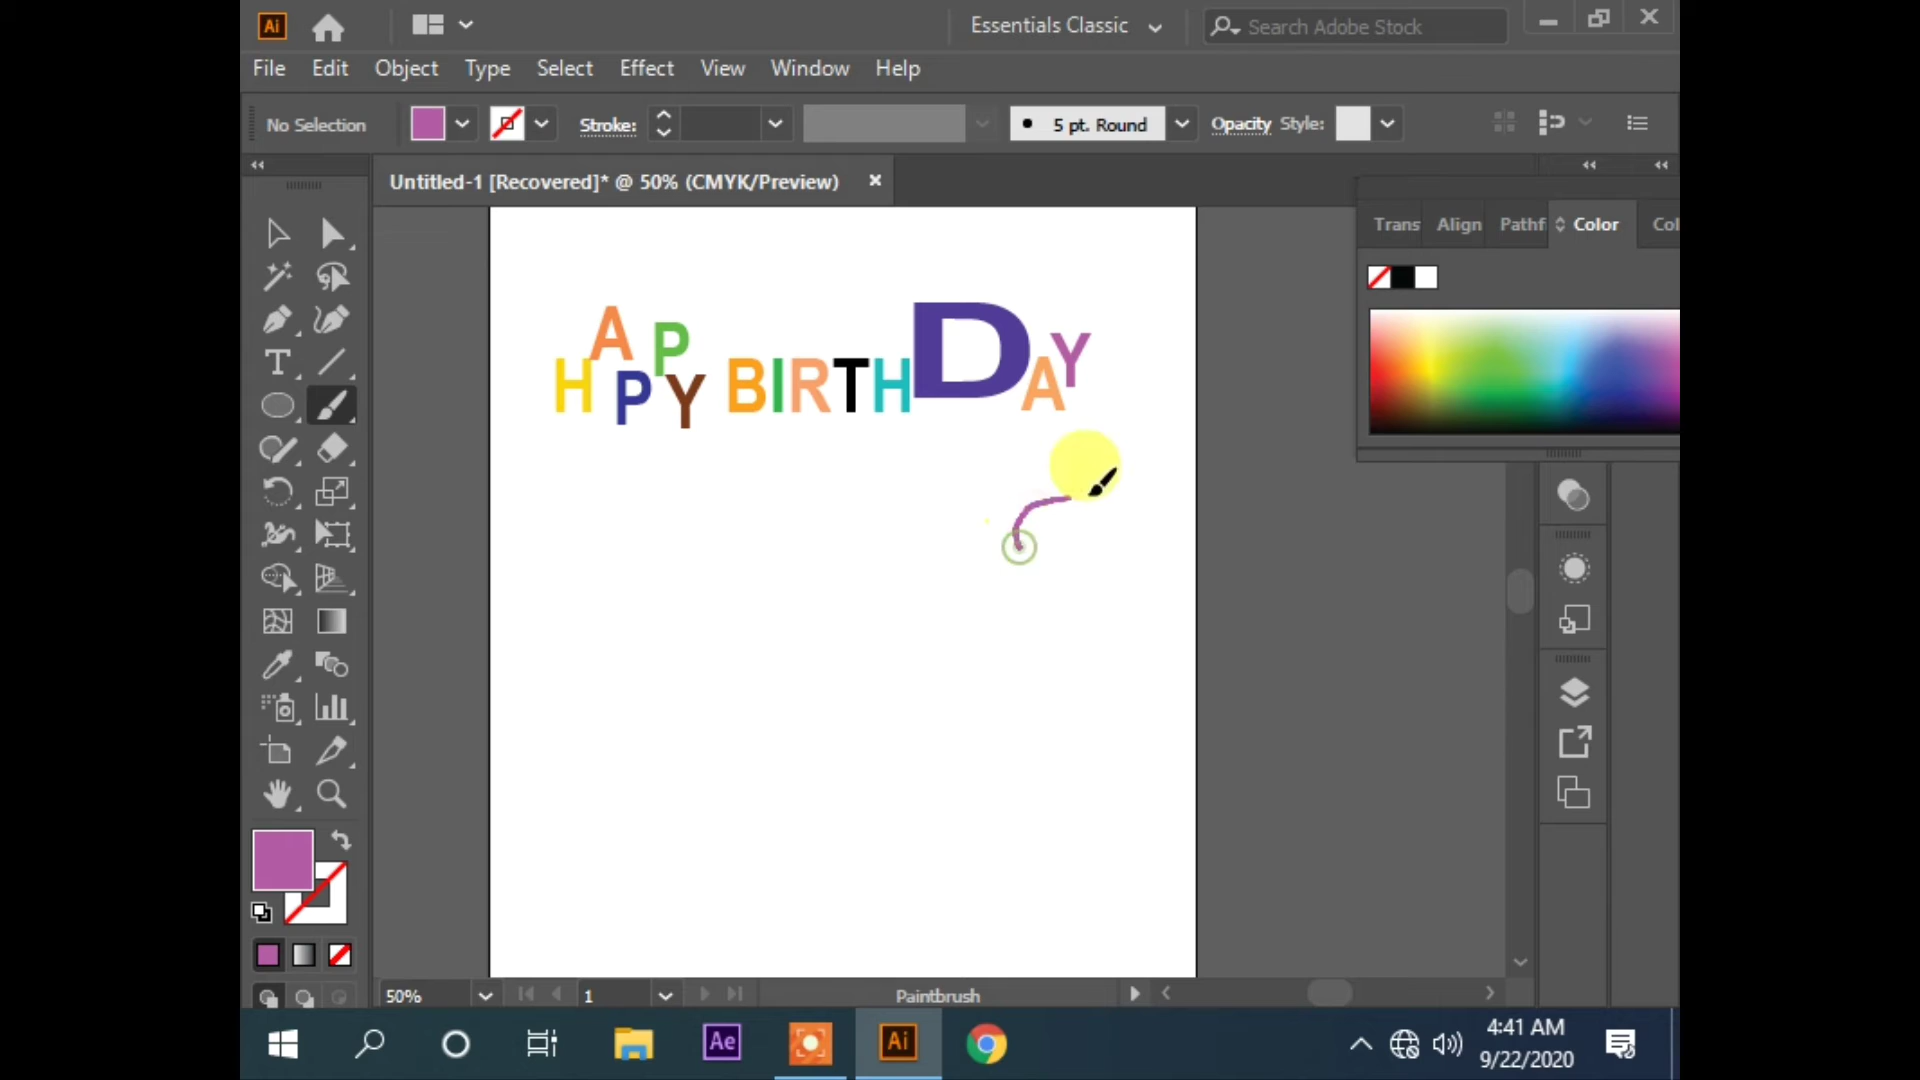 Ai
Essentials Classic
Search Adobe Stock
File Edit Object Type Select Effect View Window Help
No Selection
Stroke:
5 pt. Round
Opacity Style:
Untitled-1 [Recovered]* @ 50% (CMYK/Preview)
Trans Align Pathf Color Col
HAPPY BIRTHDAY
T
50%
1
Paintbrush
Ae
Ai
4:41 AM
9/22/2020